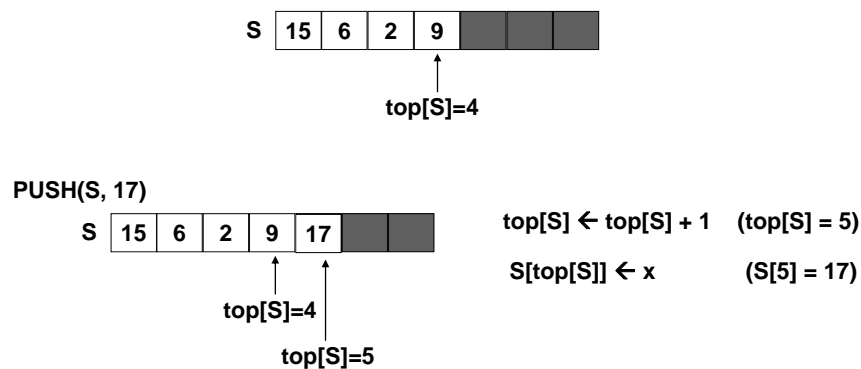 S 15 6 2 9
top[S]=4
PUSH(S, 17)
S 15 6 2 9 17
top[S] ← top[S] + 1 (top[S] = 5)
S[top[S]] ← x (S[5] = 17)
top[S]=4
top[S]=5